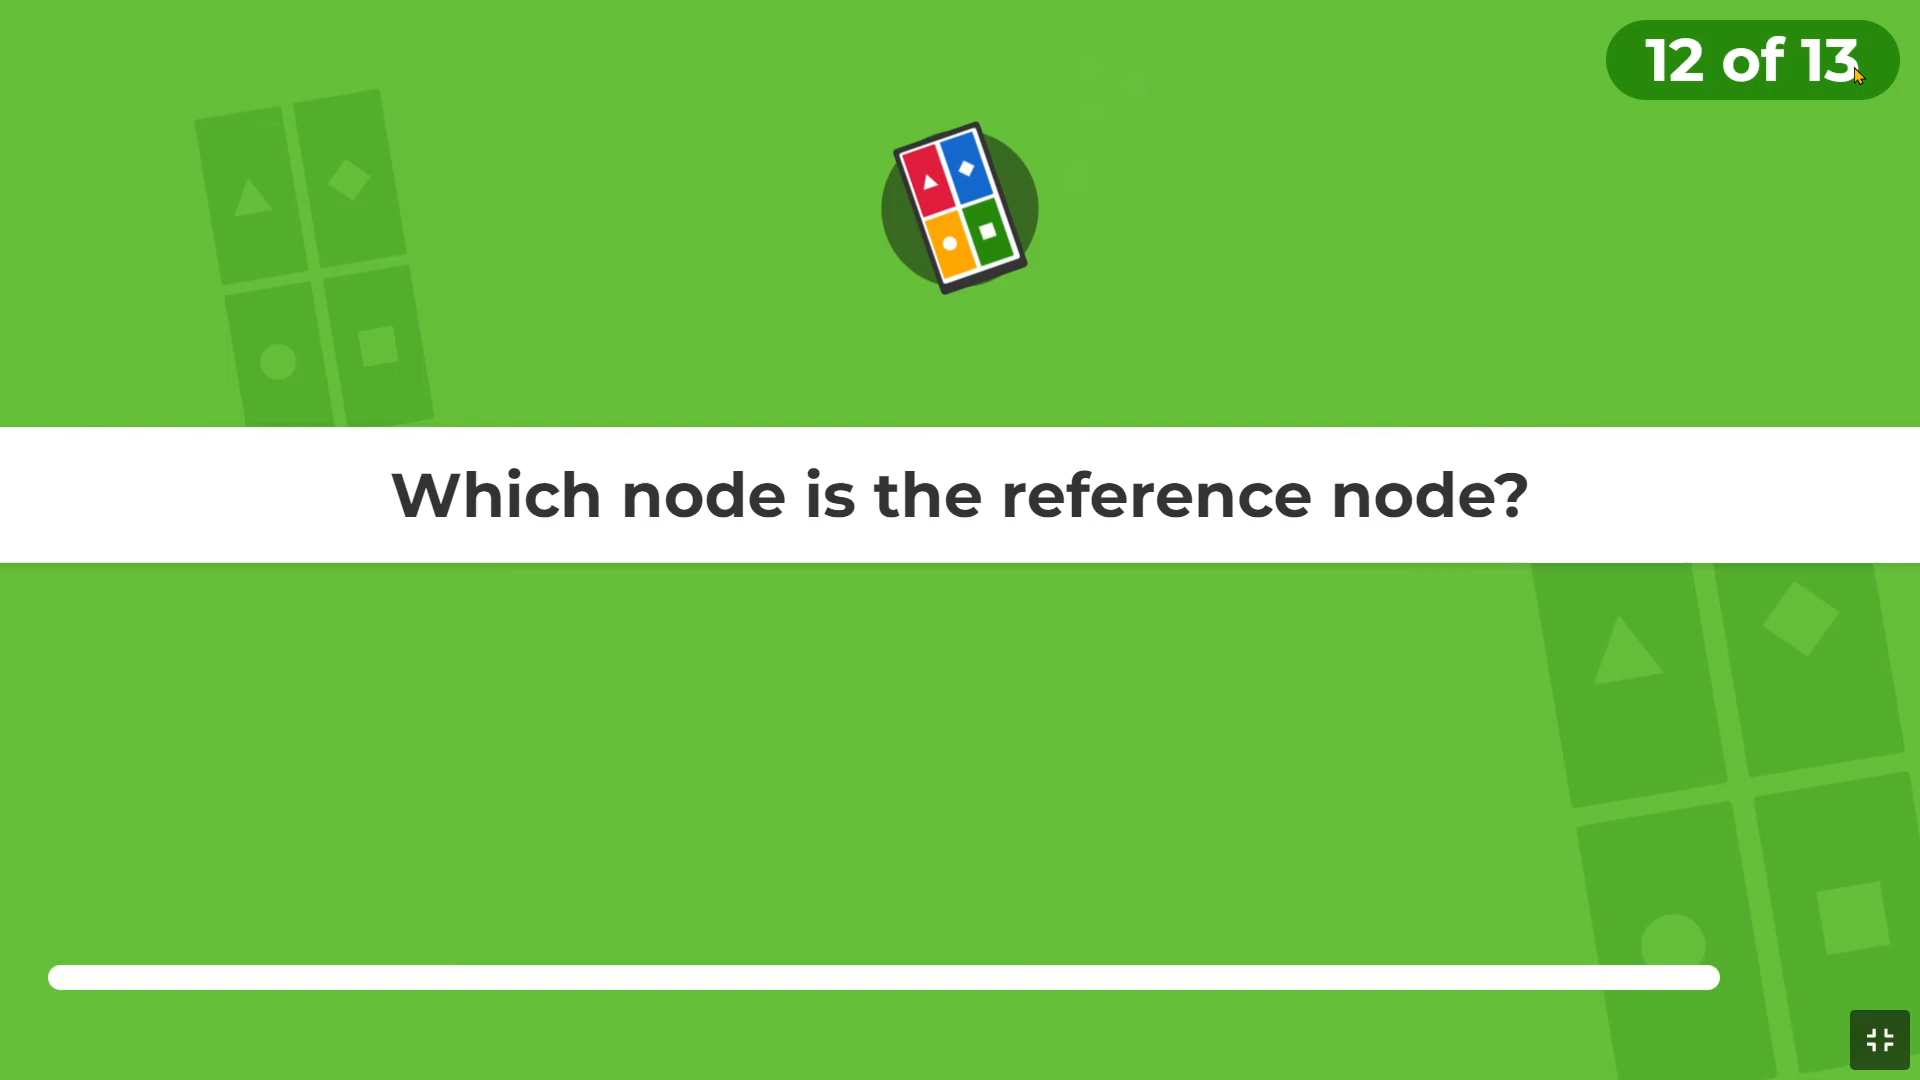 12 of 13
Which node is the reference node?